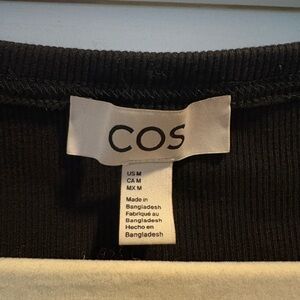 COS
US M
CA M
MX M
Made in
Bangladesh
Fabriqué au
Bangladesh
Hecho en
Bangladesh